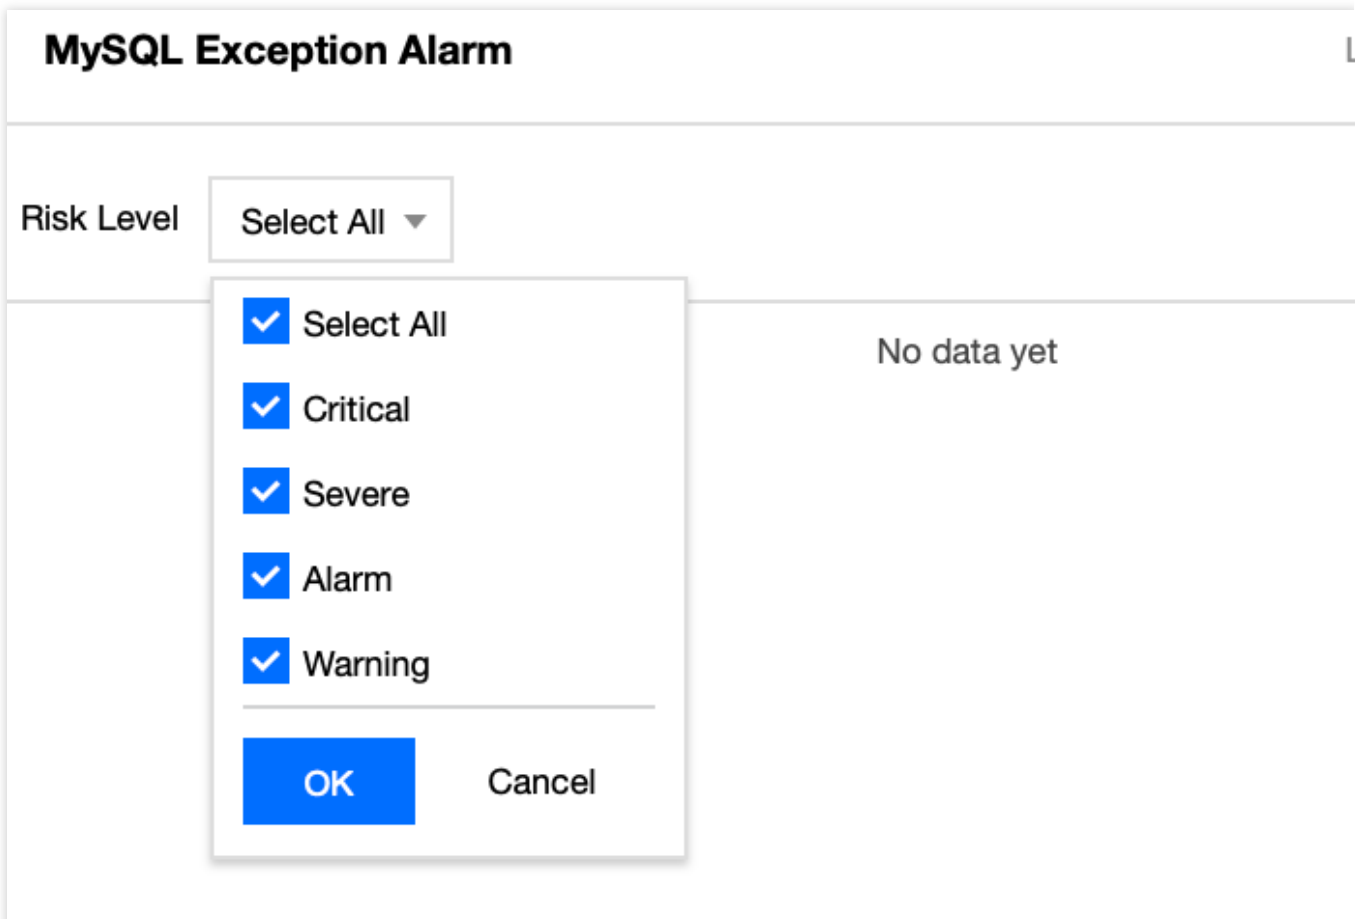 MySQL Exception Alarm
Risk Level Select All
Select All
No data yet
Critical
Severe
Alarm
Warning
OK Cancel